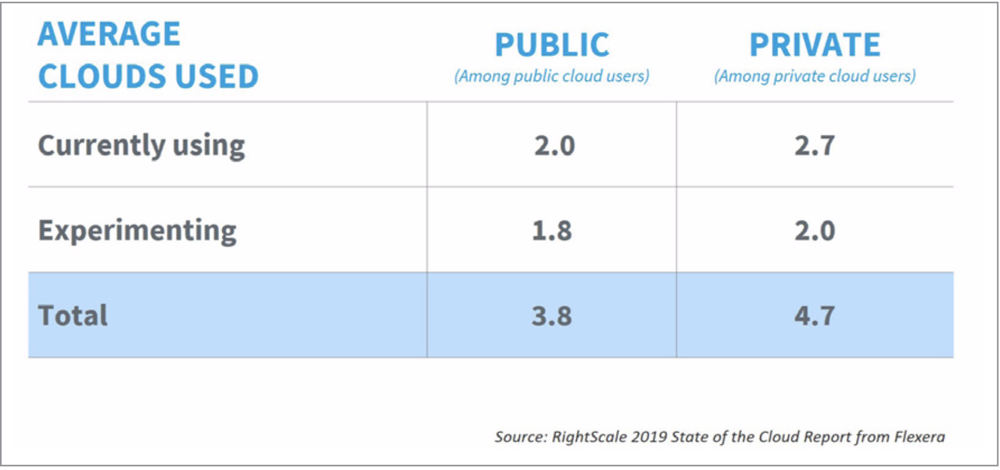 AVERAGE
CLOUDS USED
PUBLIC
(Among public cloud users)
PRIVATE
(Among private cloud users)
Currently using 2.0 2.7
Experimenting 1.8 2.0
Total 3.8 4.7
Source: RightScale 2019 State of the Cloud Report from Flexera